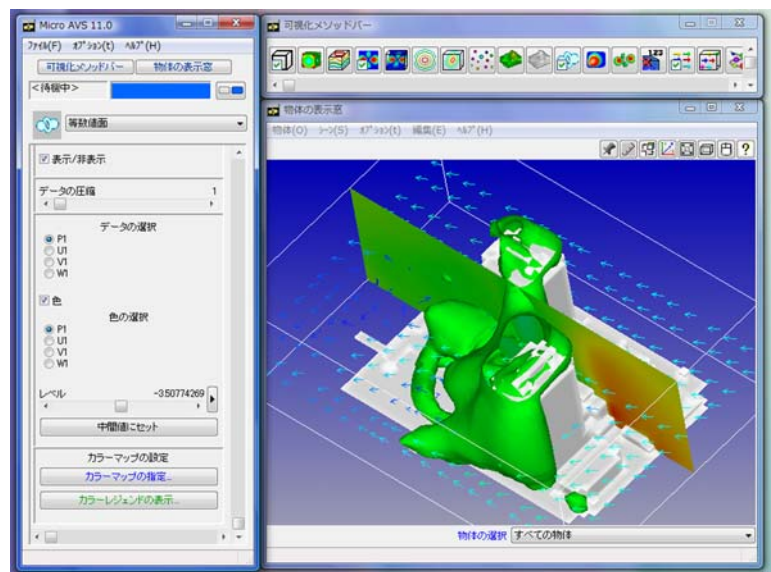 Micro AVS 11.0
ファイル(F) オプション(t) ヘルプ(H)
可視化メソッドバー 物体の表示窓
<待機中>
等数値面
表示/非表示
データの圧縮 1
データの選択
P1
U1
V1
W1
色
色の選択
P1
U1
V1
W1
レベル -3.50774269
中間値にセット
カラーマップの設定
カラーマップの指定...
カラーレジェンドの表示...
可視化メソッドバー
123
物体の表示窓
物体(O) シーン(S) オプション(t) 編集(E) ヘルプ(H)
?
物体の選択 すべての物体